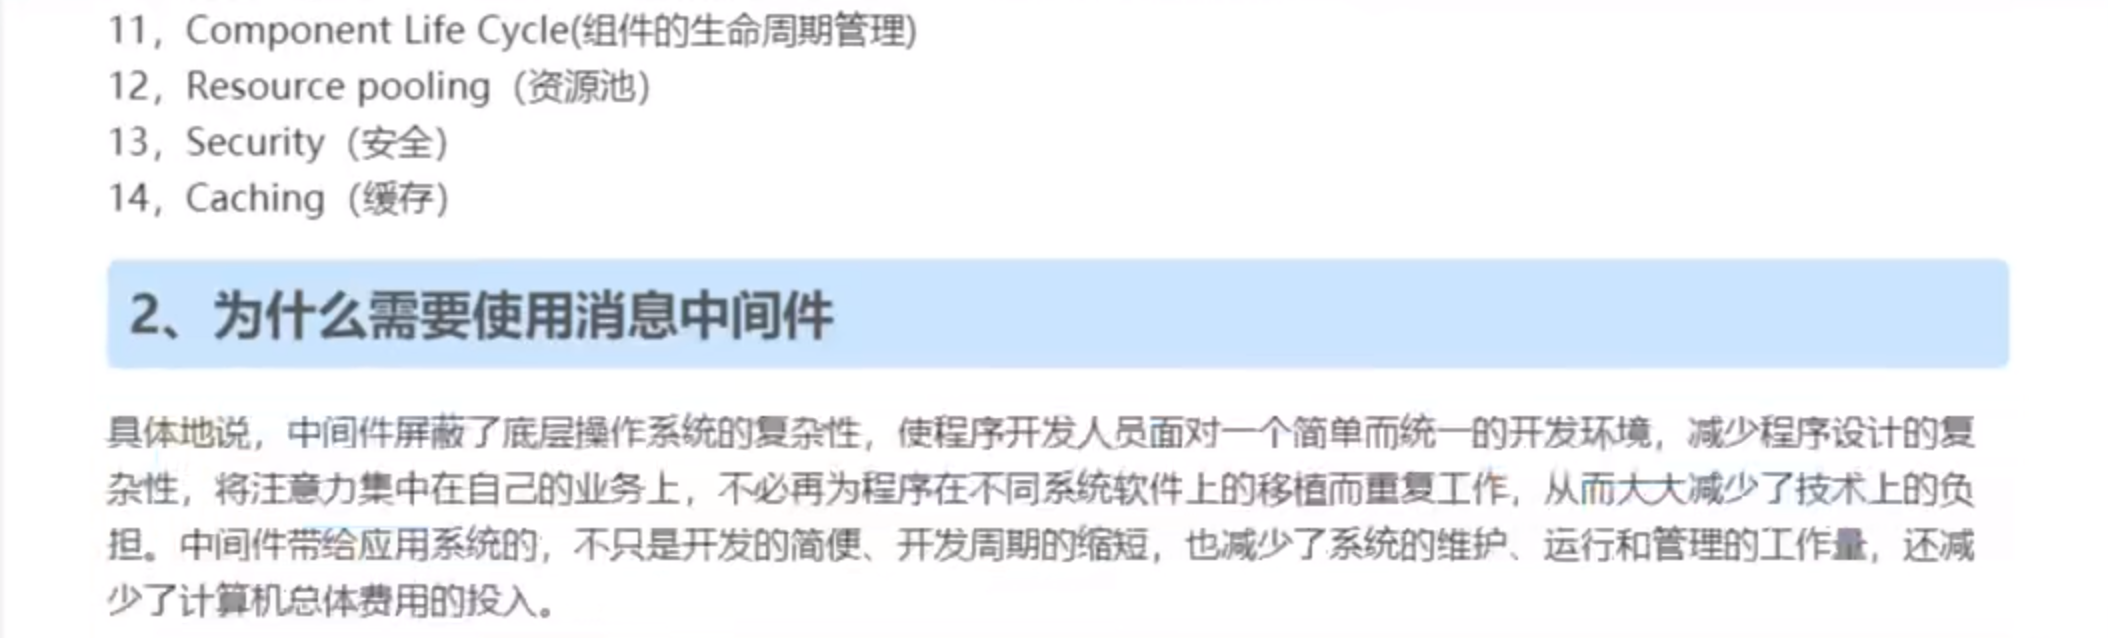 11，Component Life Cycle(组件的生命周期管理)
12，Resource pooling（资源池）
13，Security（安全）
14，Caching（缓存）
2、为什么需要使用消息中间件
具体地说，中间件屏蔽了底层操作系统的复杂性，使程序开发人员面对一个简单而统一的开发环境，减少程序设计的复
杂性，将注意力集中在自己的业务上，不必再为程序在不同系统软件上的移植而重复工作，从而大大减少了技术上的负
担。中间件带给应用系统的，不只是开发的简便、开发周期的缩短，也减少了系统的维护、运行和管理的工作量，还减
少了计算机总体费用的投入。